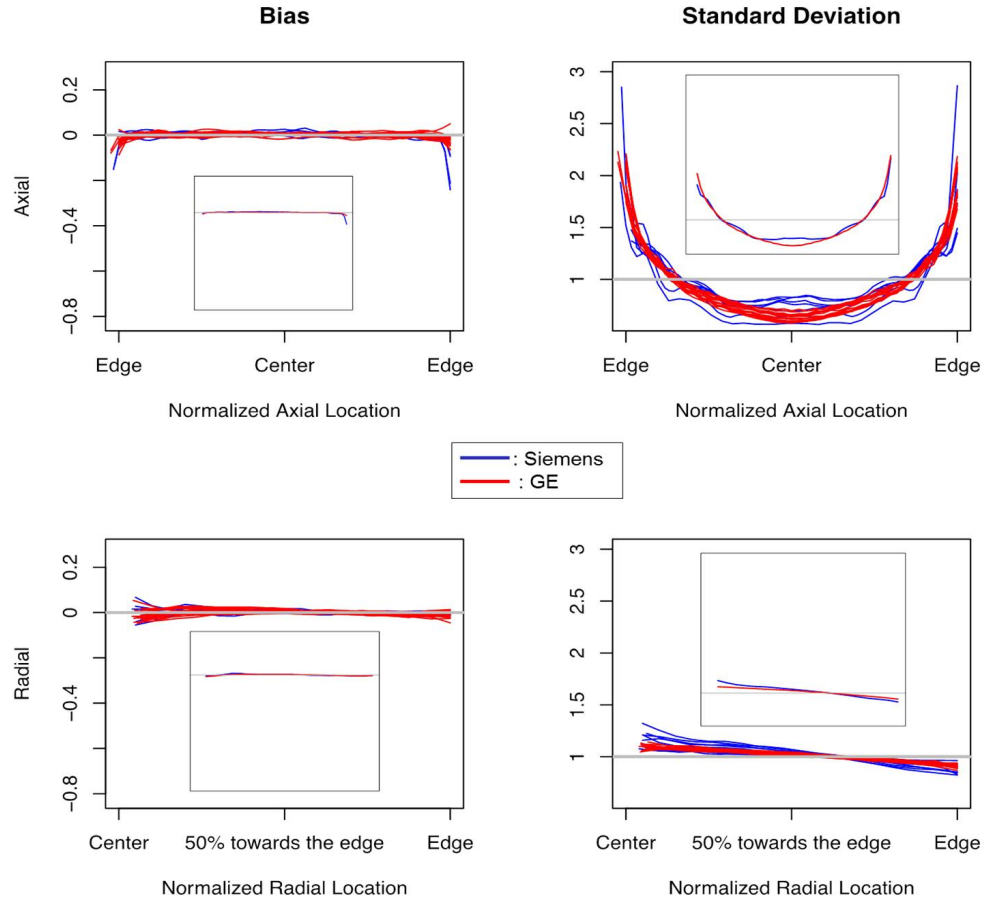 Bias
Standard Deviation
Axial
0.2
0
−0.4
−0.8
Edge Center Edge
Normalized Axial Location
3
2.5
2
1.5
1
Edge Center Edge
Normalized Axial Location
: Siemens
: GE
Radial
0.2
0
−0.4
−0.8
Center 50% towards the edge Edge
Normalized Radial Location
3
2.5
2
1.5
1
Center 50% towards the edge Edge
Normalized Radial Location